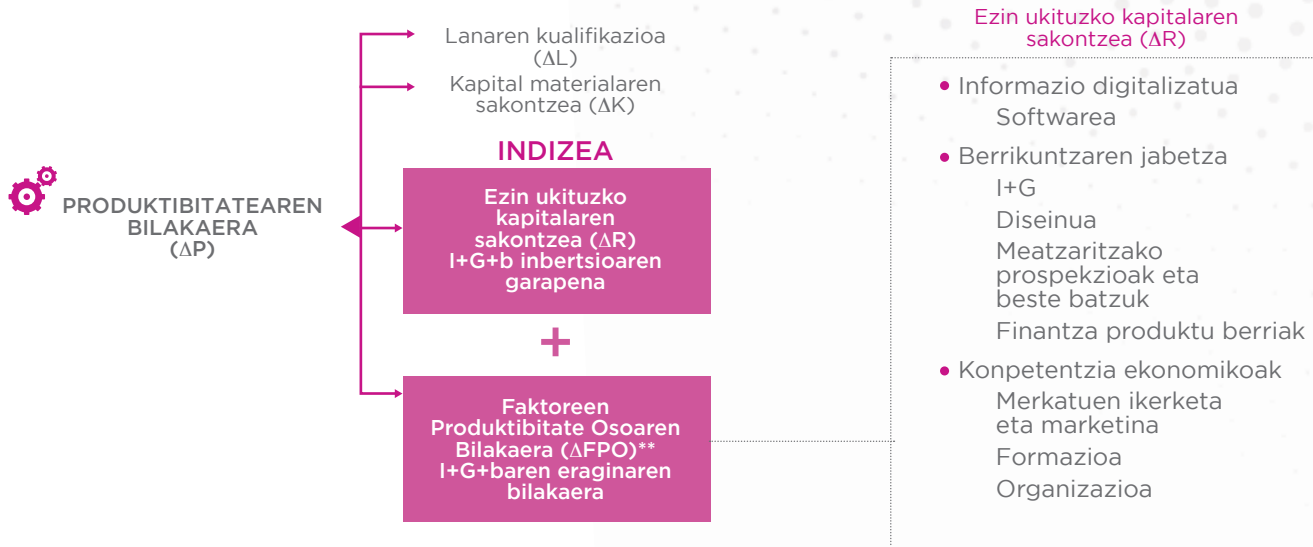 PRODUKTIBITATEAREN
BILAKAERA
(ΔP)
Lanaren kualifikazioa
(ΔL)
Kapital materialaren
sakontzea (ΔK)
INDIZEA
Ezin ukituzko
kapitalaren
sakontzea (ΔR)
I+G+b inbertsioaren
garapena
+
Faktoreen
Produktibitate Osoaren
Bilakaera (ΔFPO)**
I+G+baren eraginaren
bilakaera
Ezin ukituzko kapitalaren
sakontzea (ΔR)
• Informazio digitalizatua
Softwarea
• Berrikuntzaren jabetza
I+G
Diseinua
Meatzaritzako
prospekzioak eta
beste batzuk
Finantza produktu berriak
• Konpetentzia ekonomikoak
Merkatuen ikerketa
eta marketina
Formazioa
Organizazioa